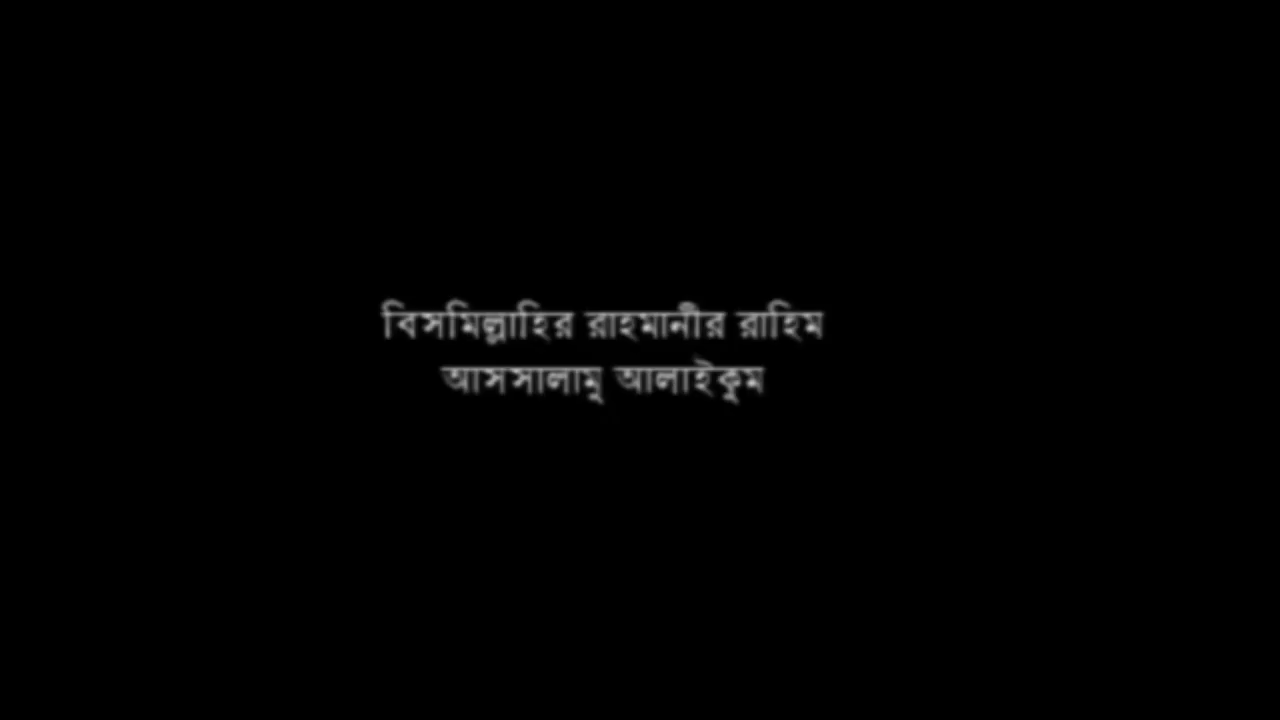 বিসমিল্লাহির রাহমানীর রাহিম
আসসালামু আলাইকুম